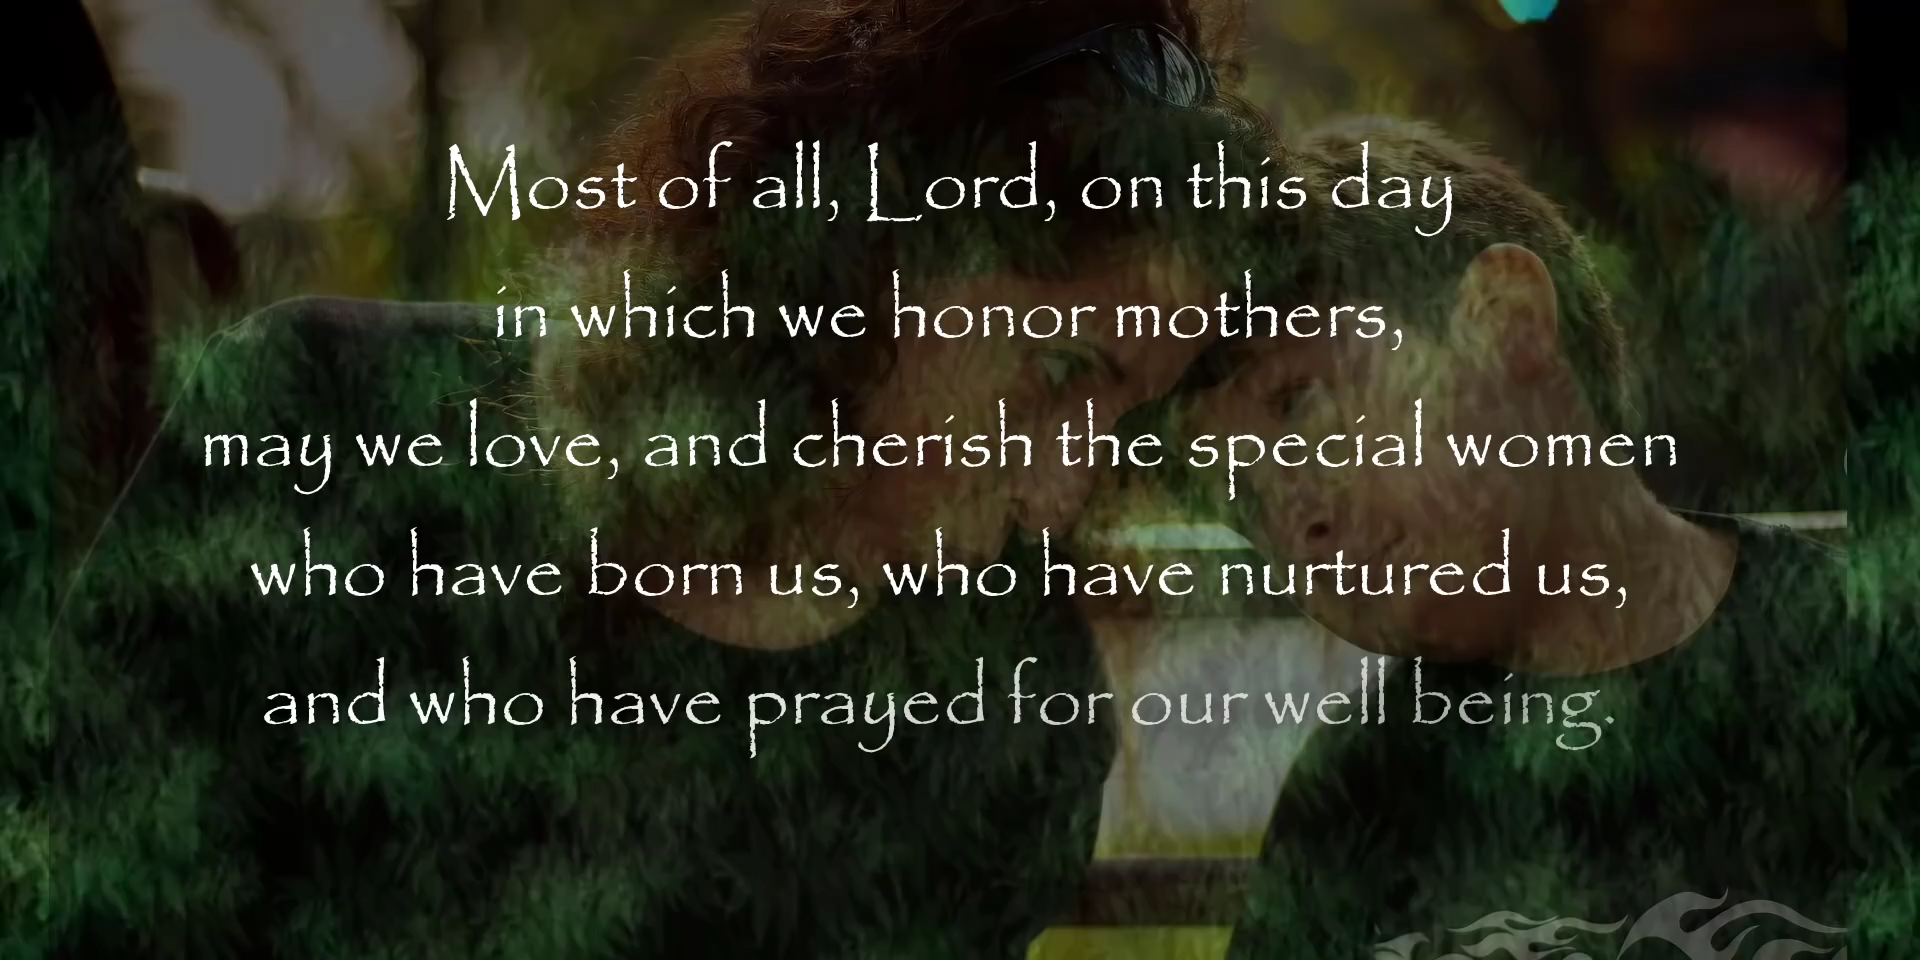 Most of all, Lord, on this day
in which we honor mothers,
may we love, and cherish the special women
who have born us, who have nurtured us,
and who have prayed for our well being.